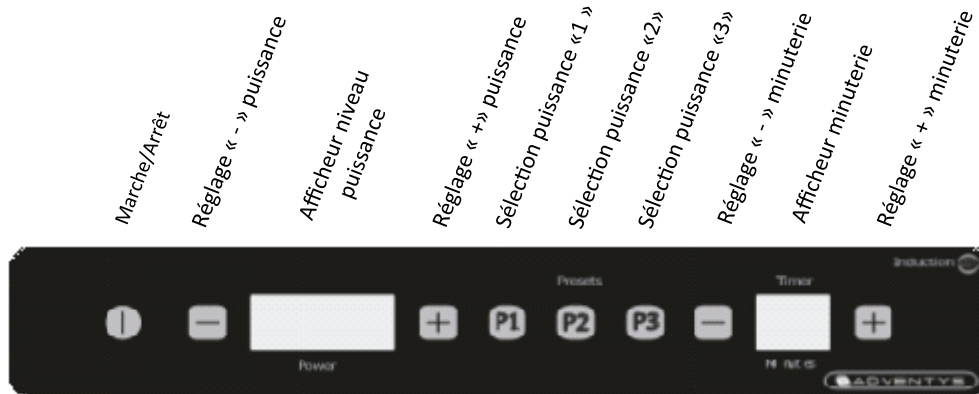 Marche/Arrêt
Réglage « - » puissance
Afficheur niveau
puissance
Réglage « +» puissance
Sélection puissance «1 »
Sélection puissance «2»
Sélection puissance «3»
Réglage « - » minuterie
Afficheur minuterie
Réglage « + » minuterie
Induction
Presets
Timer
P1
P2
P3
Power
Minutes
ADVENTYS